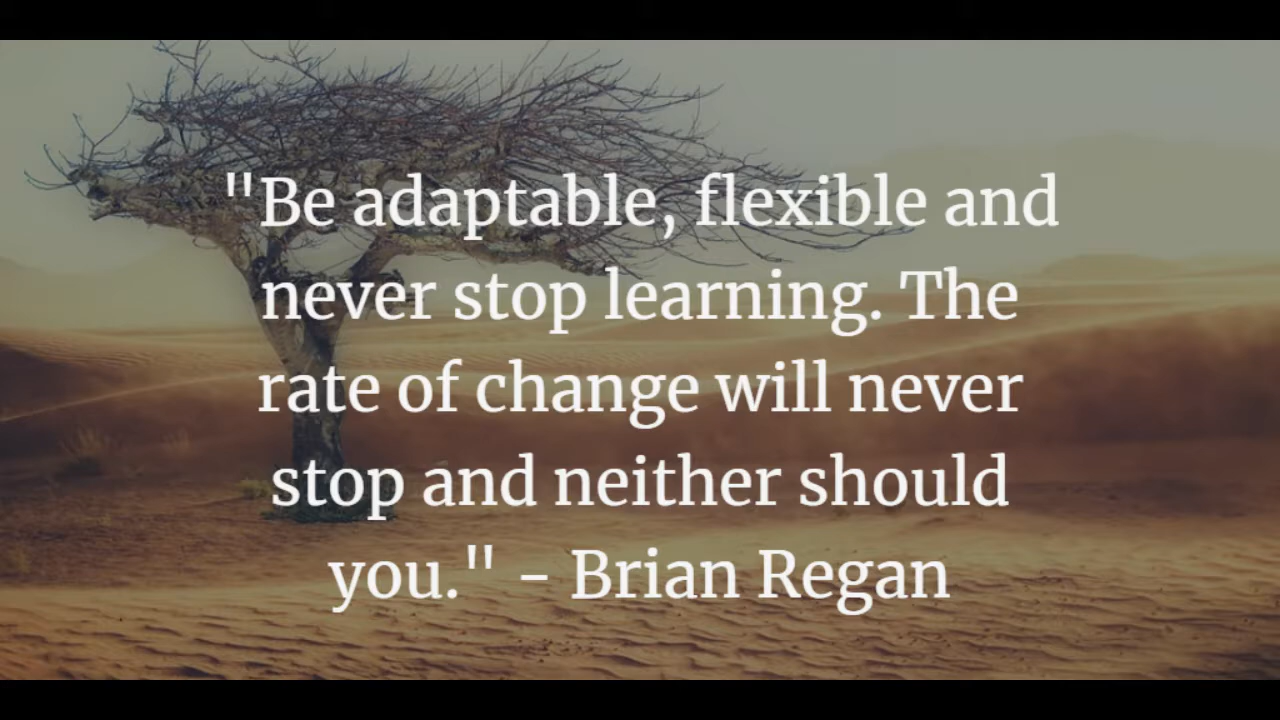 "Be adaptable, flexible and
never stop learning. The
rate of change will never
stop and neither should
you." - Brian Regan